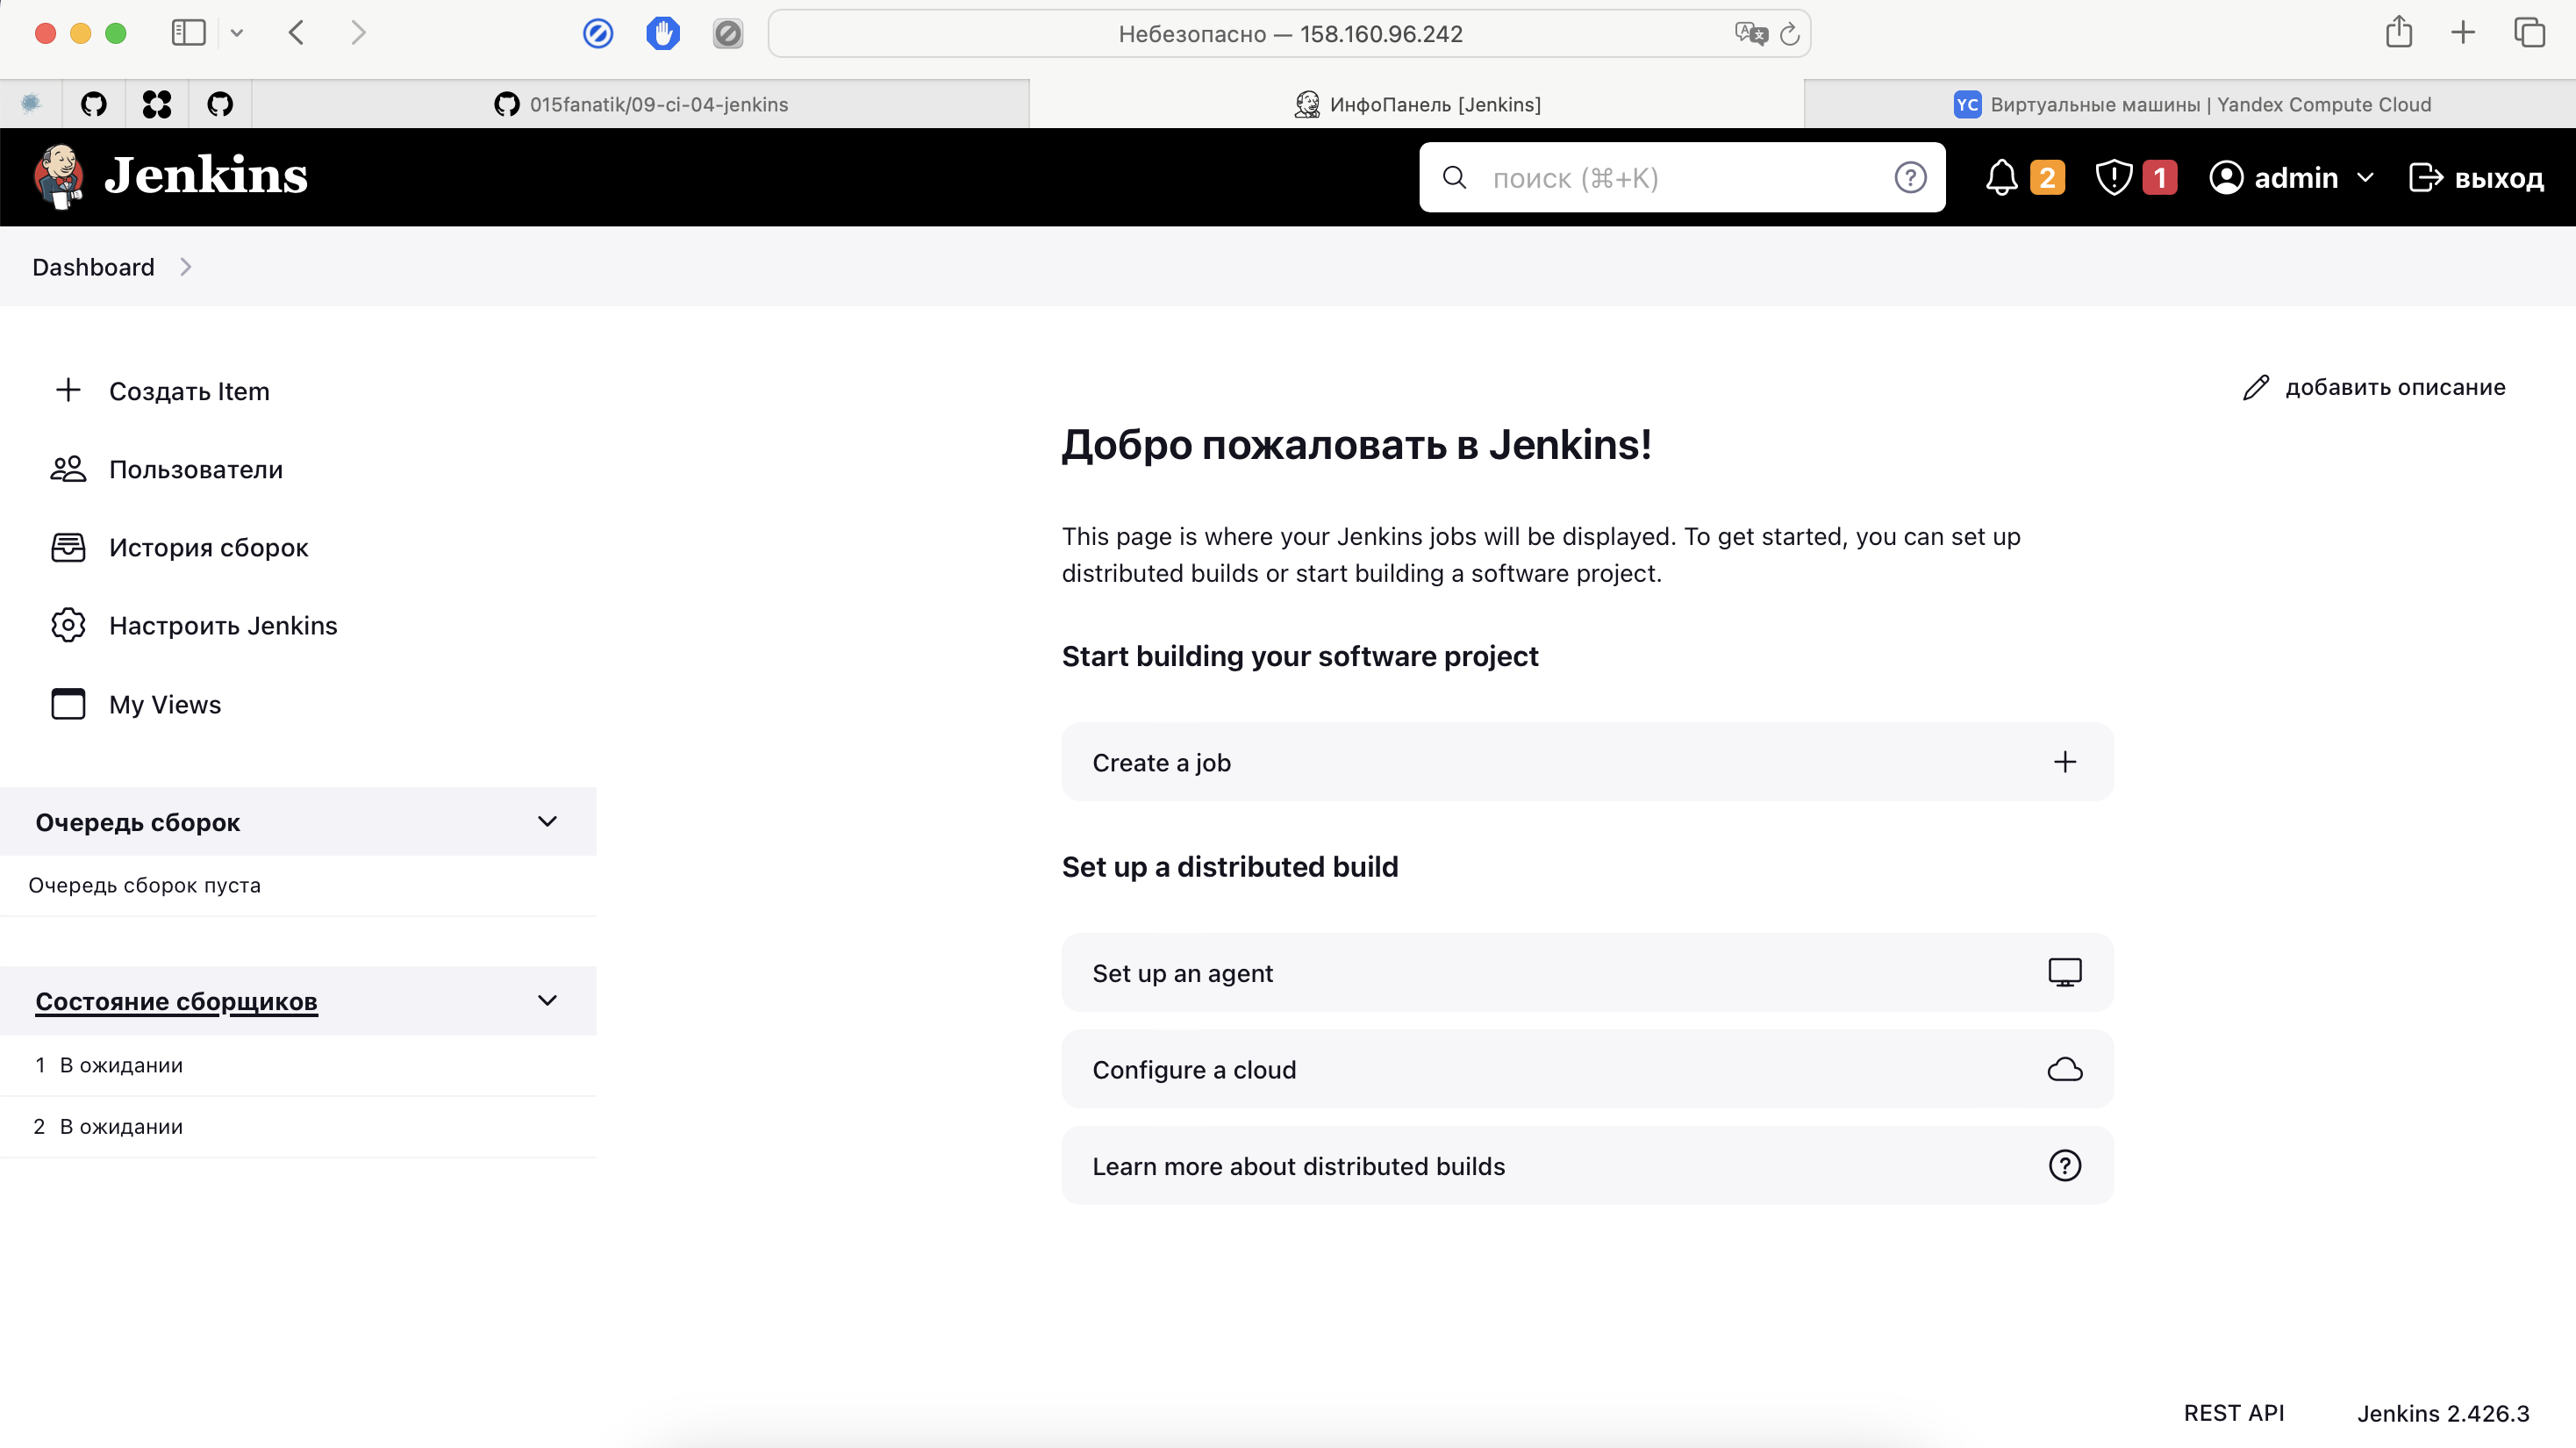 Небезопасно — 158.160.96.242
015fanatik/09-ci-04-jenkins
ИнфоПанель [Jenkins]
YC Виртуальные машины | Yandex Compute Cloud
Jenkins
поиск (⌘+K)
2
1
admin
выход
Dashboard
Создать Item
Пользователи
История сборок
Настроить Jenkins
My Views
Очередь сборок
Очередь сборок пуста
Состояние сборщиков
1 В ожидании
2 В ожидании
добавить описание
Добро пожаловать в Jenkins!
This page is where your Jenkins jobs will be displayed. To get started, you can set up
distributed builds or start building a software project.
Start building your software project
Create a job
Set up a distributed build
Set up an agent
Configure a cloud
Learn more about distributed builds
REST API
Jenkins 2.426.3